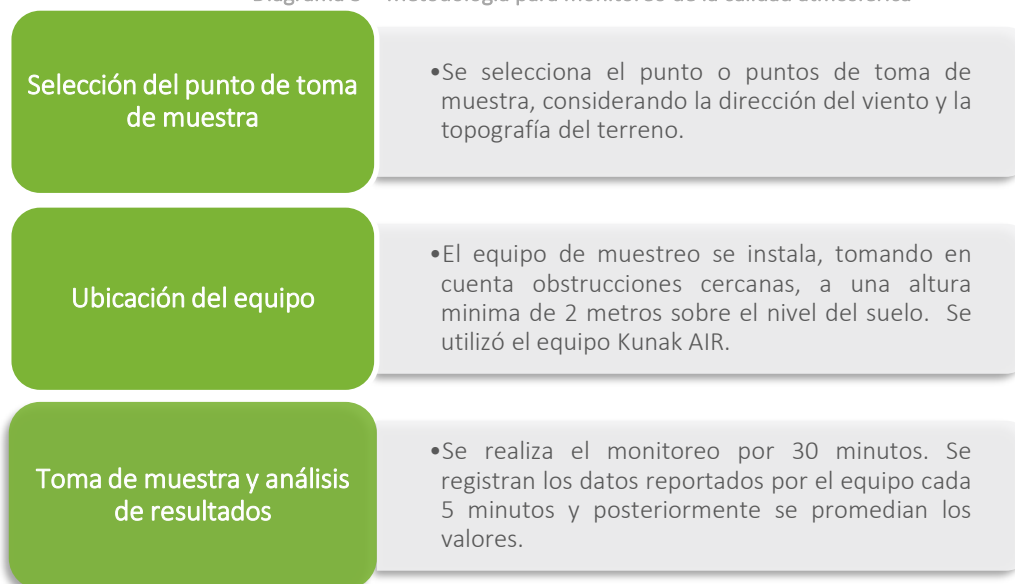 Diagrama 3 - Metodología para monitoreo de la calidad atmosférica
Selección del punto de toma
de muestra
•Se selecciona el punto o puntos de toma de
muestra, considerando la dirección del viento y la
topografía del terreno.
Ubicación del equipo
•El equipo de muestreo se instala, tomando en
cuenta obstrucciones cercanas, a una altura
minima de 2 metros sobre el nivel del suelo. Se
utilizó el equipo Kunak AIR.
Toma de muestra y análisis
de resultados
•Se realiza el monitoreo por 30 minutos. Se
registran los datos reportados por el equipo cada
5 minutos y posteriormente se promedian los
valores.